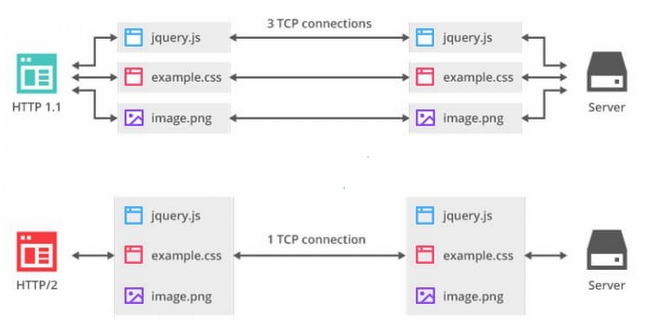 3 TCP connections
jquery.js jquery.js
example.css example.css
HTTP 1.1 Server
image.png image.png
jquery.js jquery.js
1 TCP connection
example.css example.css
HTTP/2 Server
image.png image.png